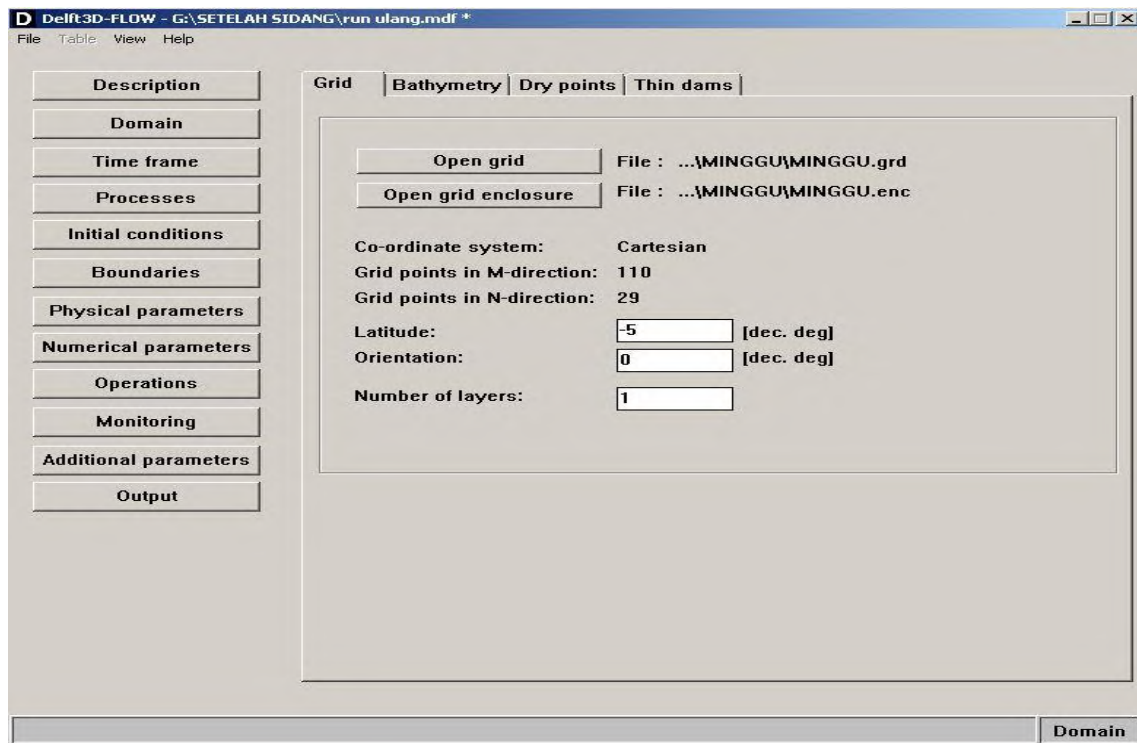 D Delft3D-FLOW - G:\SETELAH SIDANG\run ulang.mdf *
File Table View Help
Description
Domain
Time frame
Processes
Initial conditions
Boundaries
Physical parameters
Numerical parameters
Operations
Monitoring
Additional parameters
Output
Grid Bathymetry Dry points Thin dams
Open grid File : ...\MINGGU\MINGGU.grd
Open grid enclosure File : ...\MINGGU\MINGGU.enc
Co-ordinate system: Cartesian
Grid points in M-direction: 110
Grid points in N-direction: 29
Latitude: -5 [dec. deg]
Orientation: 0 [dec. deg]
Number of layers: 1
Domain